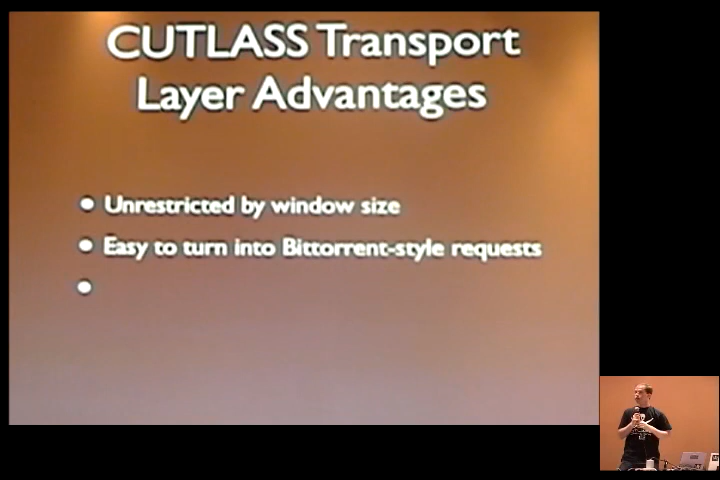 CUTLASS Transport
Layer Advantages
Unrestricted by window size
Easy to turn into Bittorrent-style requests